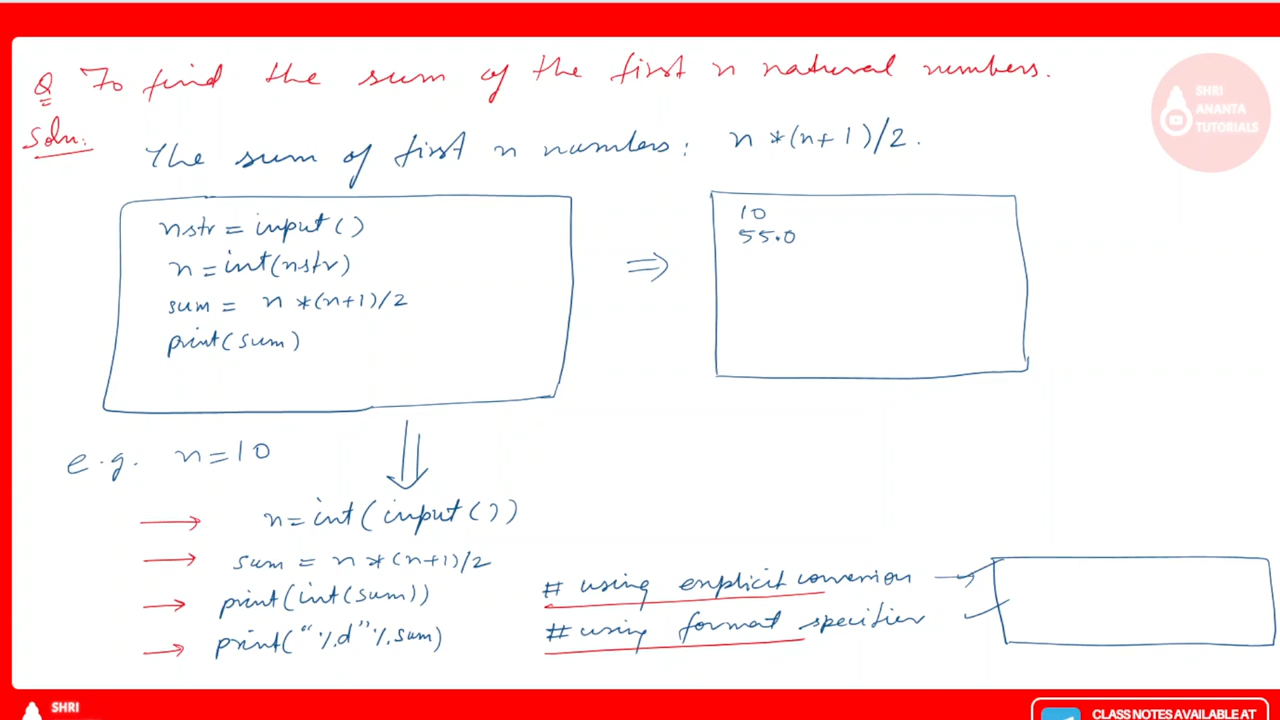 Q To find the sum of the first n natural numbers.
SHRI
ANANTA
TUTORIALS
Soln:
The sum of first n numbers: n *(n+1)/2.
nstr = input()
n = int(nstr)
sum = n *(n+1)/2
print(sum)
⇒
10
55.0
e.g. n=10
→ n=int(input())
→ sum = n *(n+1)/2
→ print(int(sum)) # using explicit conversion →
→ print("%d"%sum) # using format specifier
SHRI
CLASS NOTES AVAILABLE AT